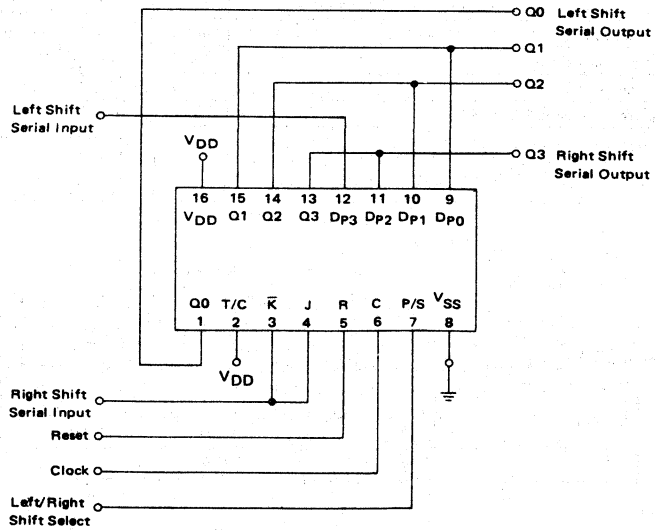 Q0 Left Shift
Serial Output
Q1
Q2
Left Shift
Serial Input
VDD
Q3 Right Shift
Serial Output
16 15 14 13 12 11 10 9
VDD Q1 Q2 Q3 DP3 DP2 DP1 DP0
Q0 T/C K̅ J R C P/S VSS
1 2 3 4 5 6 7 8
VDD
Right Shift
Serial Input
Reset
Clock
Left/Right
Shift Select